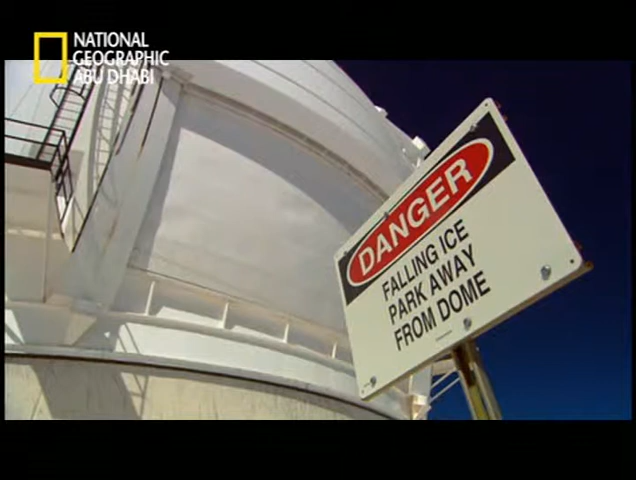 NATIONAL
GEOGRAPHIC
ABU DHABI
DANGER
FALLING ICE
PARK AWAY
FROM DOME